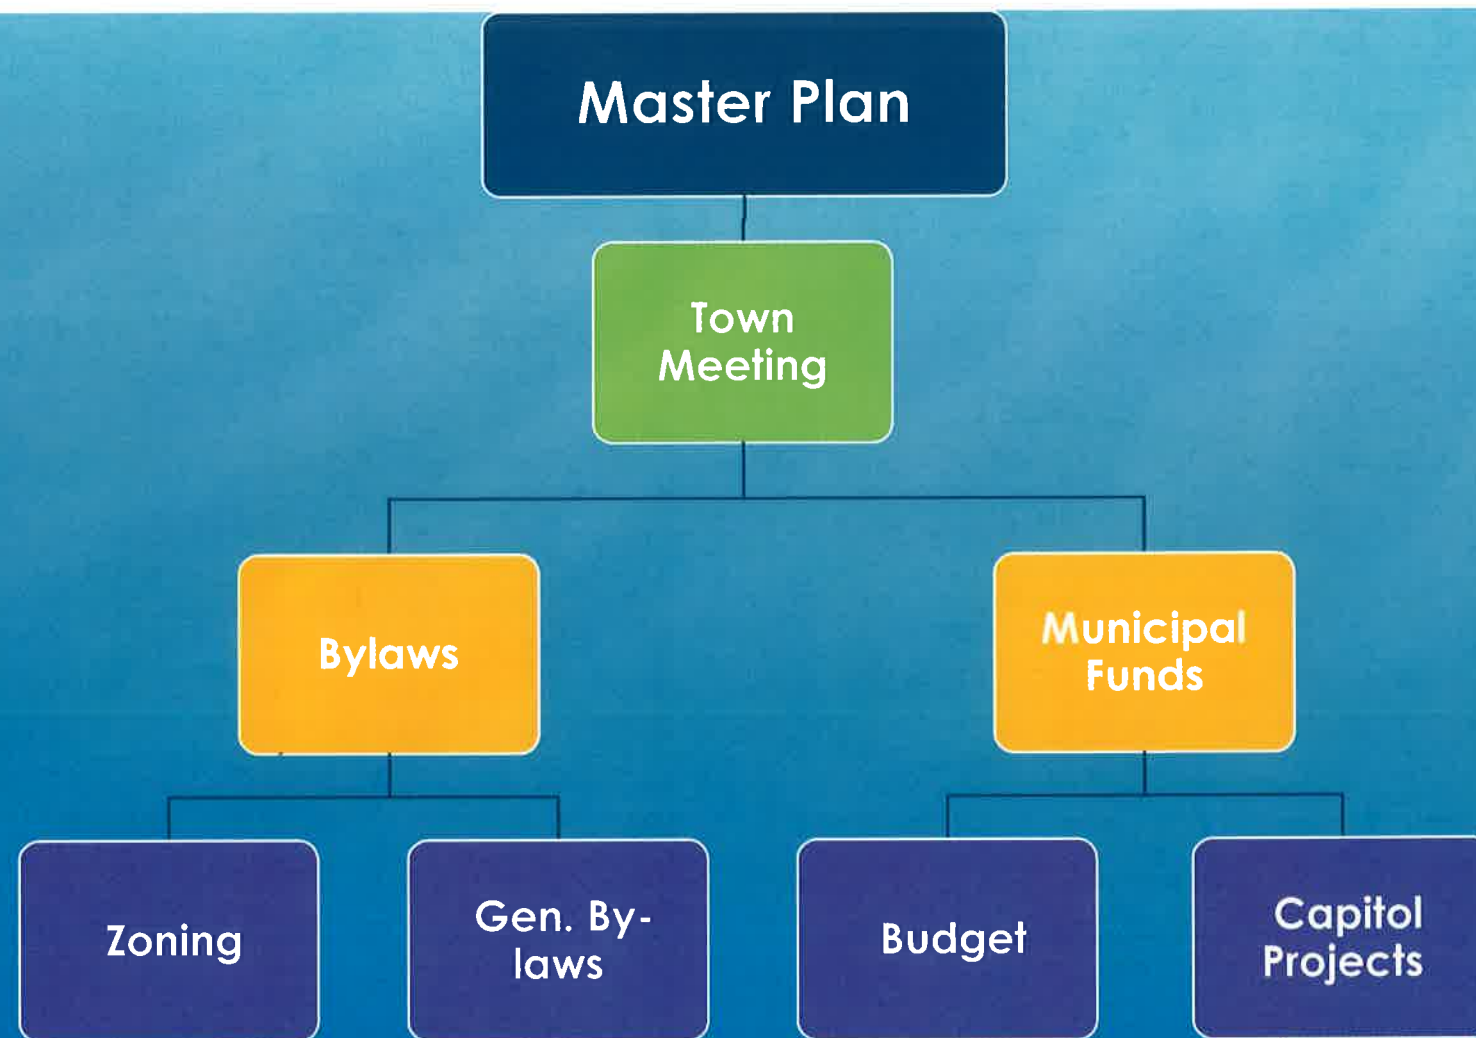 Master Plan
Town
Meeting
Bylaws
Municipal
Funds
Zoning
Gen. By-
laws
Budget
Capitol
Projects